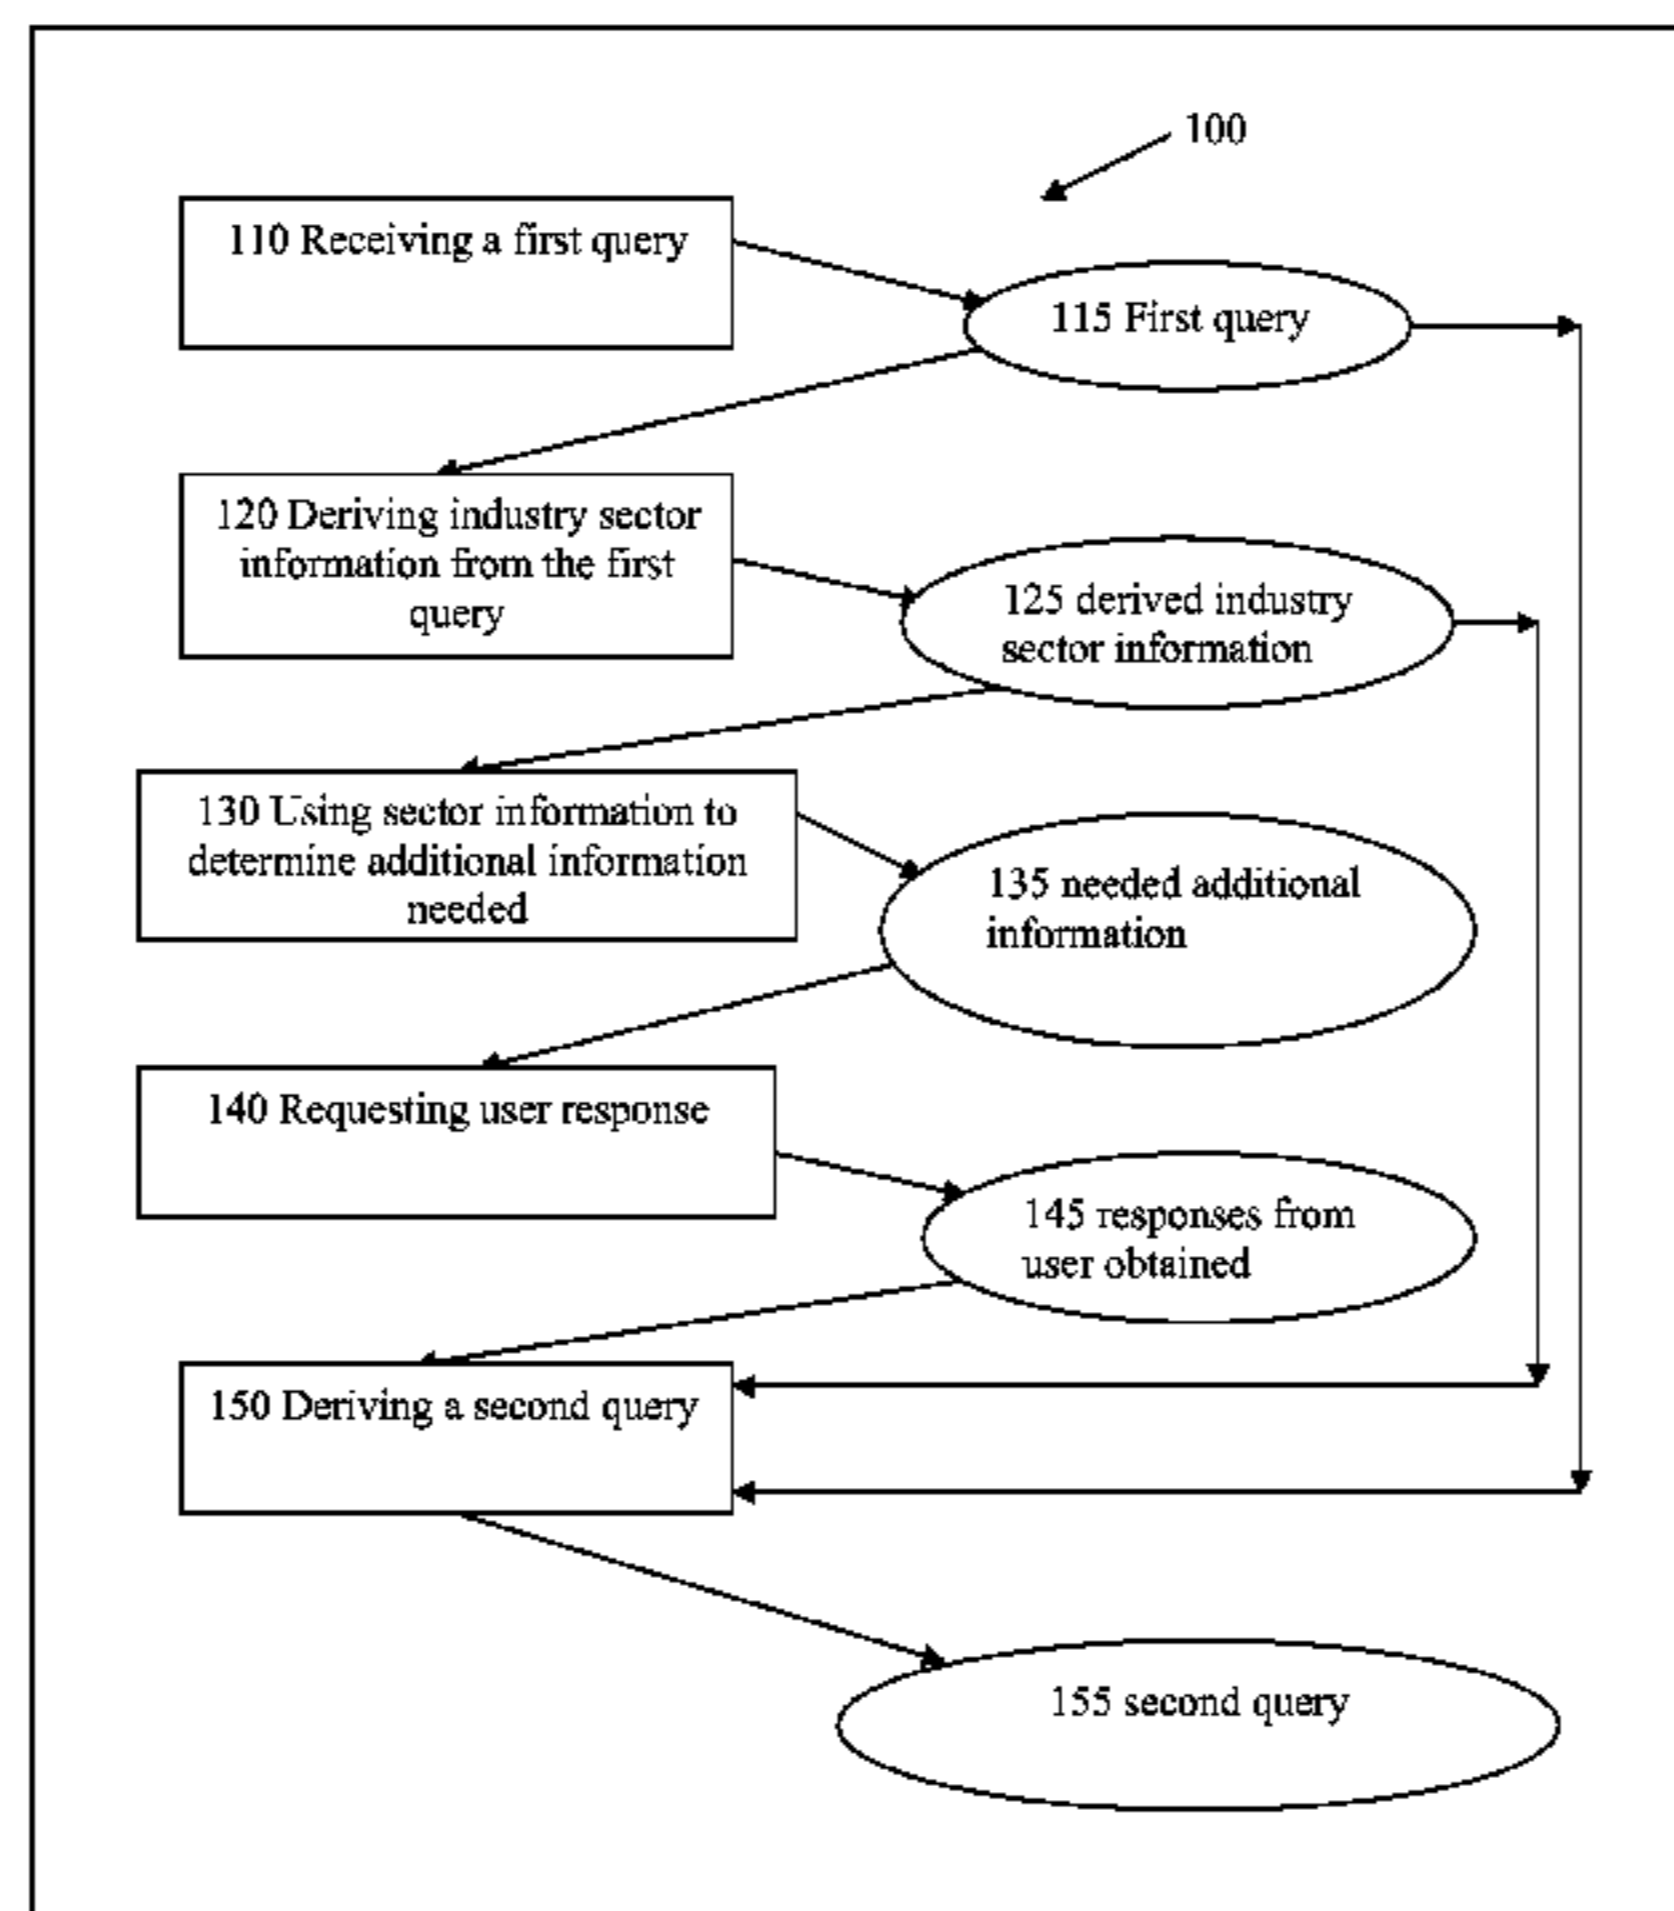 100
110 Receiving a first query
115 First query
120 Deriving industry sector
information from the first
query
125 derived industry
sector information
130 Using sector information to
determine additional information
needed
135 needed additional
information
140 Requesting user response
145 responses from
user obtained
150 Deriving a second query
155 second query